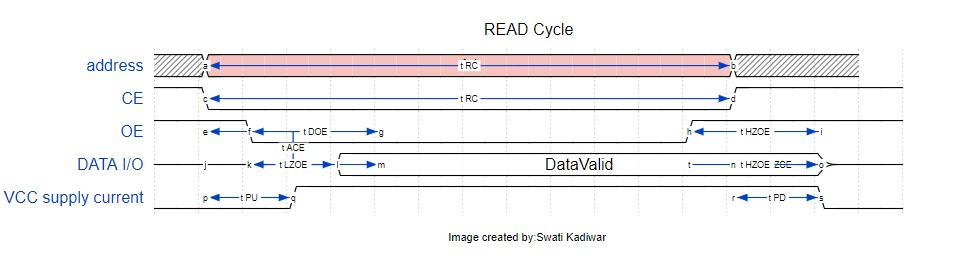 READ Cycle
address a t RC b
CE c t RC d
OE e f t DOE g h t HZOE i
t ACE
DATA I/O j k t LZOE l m DataValid t n t HZOE ZCE o
VCC supply current p t PU q r t PD s
Image created by:Swati Kadiwar